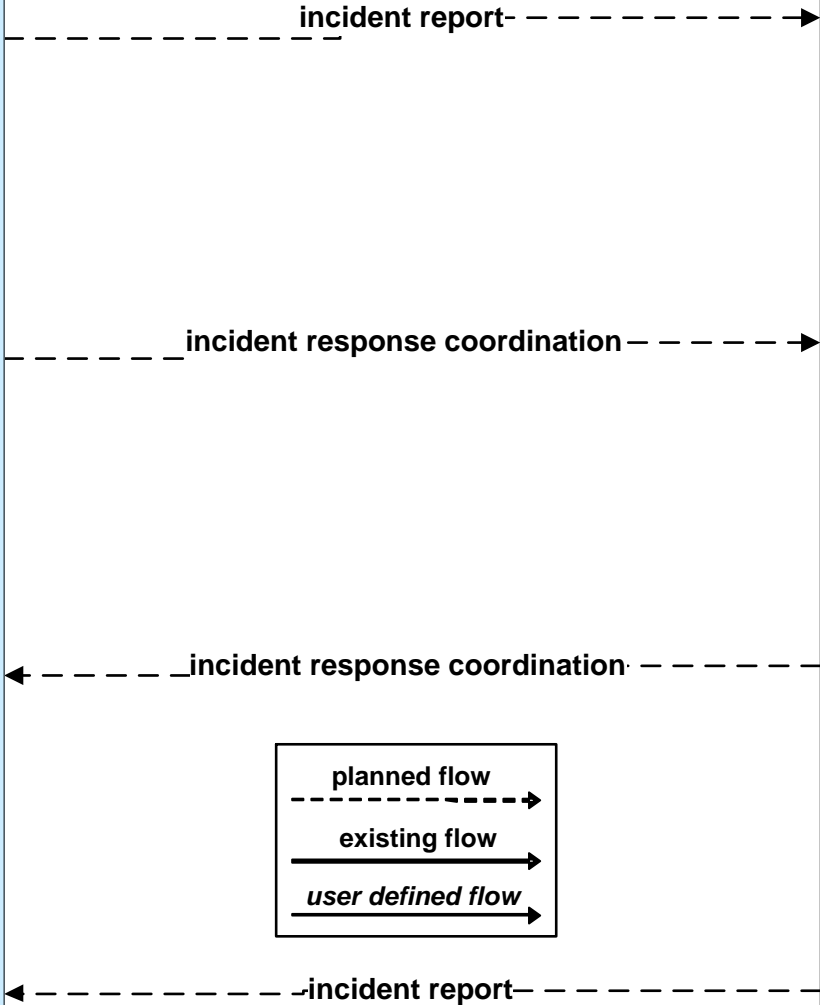 incident report
incident response coordination
incident response coordination
planned flow
existing flow
user defined flow
incident report